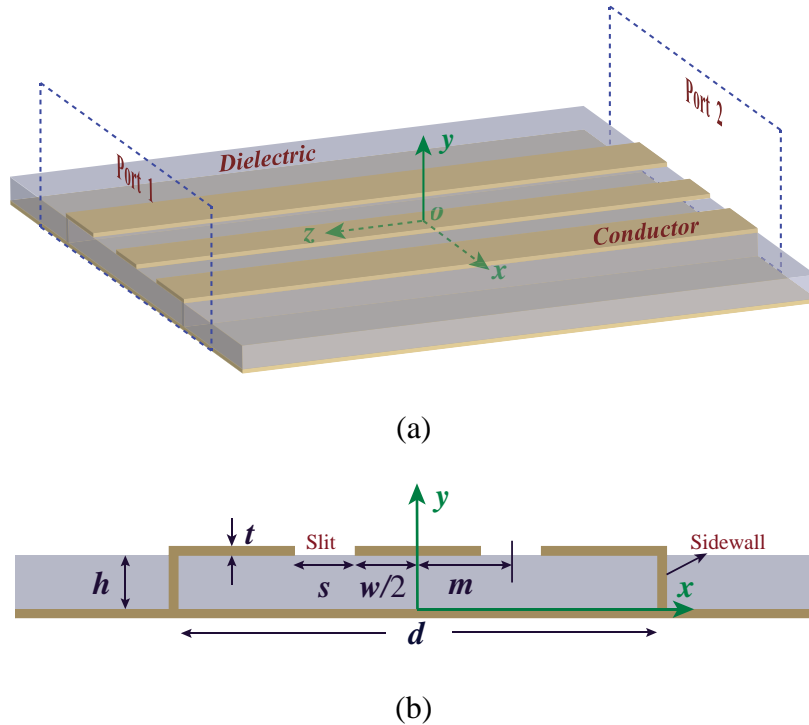 Port 2
Dielectric
y
Port 1
o
z
Conductor
x
(a)
y
t
Slit
Sidewall
h
s
w/2
m
x
d
(b)